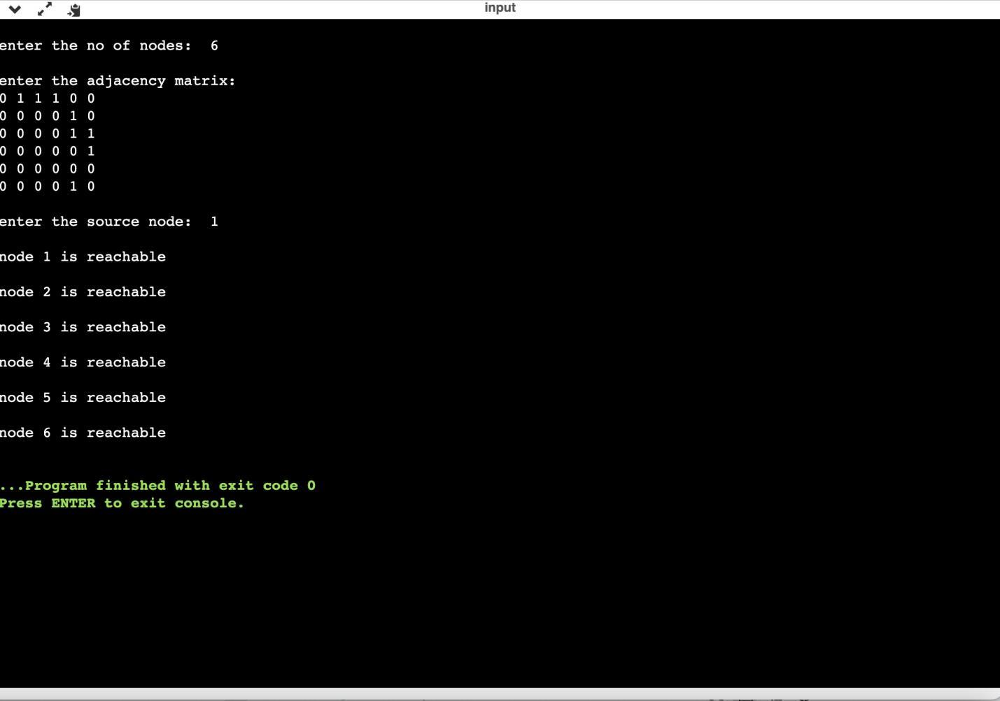 input
enter the no of nodes:  6
enter the adjacency matrix:
0 1 1 1 0 0
0 0 0 0 1 0
0 0 0 0 1 1
0 0 0 0 0 1
0 0 0 0 0 0
0 0 0 0 1 0
enter the source node:  1
node 1 is reachable
node 2 is reachable
node 3 is reachable
node 4 is reachable
node 5 is reachable
node 6 is reachable
...Program finished with exit code 0
Press ENTER to exit console.